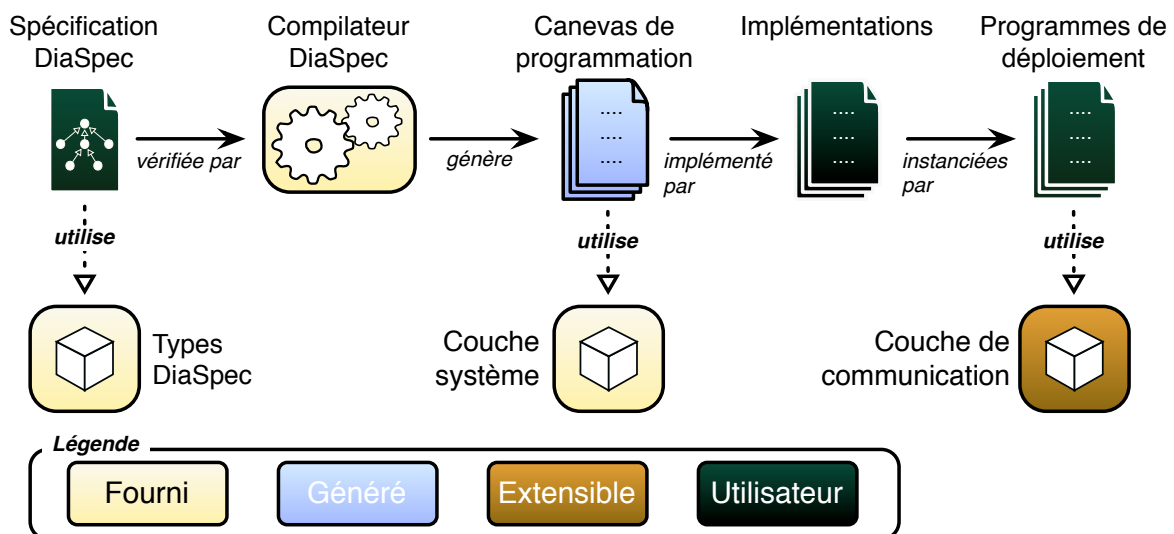 Spécification
DiaSpec
Compilateur
DiaSpec
Canevas de
programmation
Implémentations
Programmes de
déploiement
vérifiée par
génère
....
....
implémenté
par
....
....
instanciées
par
....
....
utilise
utilise
utilise
Types
DiaSpec
Couche
système
Couche de
communication
Légende
Fourni
Généré
Extensible
Utilisateur